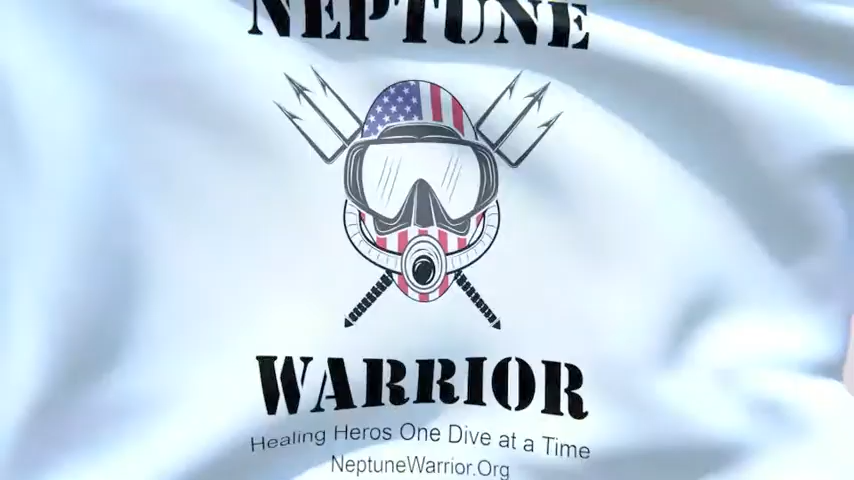 NEPTUNE
WARRIOR
Healing Heros One Dive at a Time
NeptuneWarrior.Org